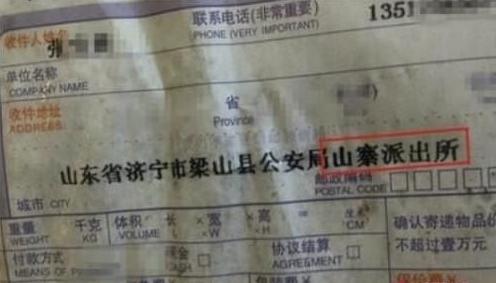 收件人姓名 张 联系电话(非常重要) 1351
PHONE (VERY IMPORTANT)
单位名称
COMPANY NAME
收件地址
ADDRESS
省
Province
山东省济宁市梁山县公安局山寨派出所
邮政编码
POSTAL CODE
城市 CITY
重量 千克 体积 长 ×宽 ×高 = 厘米
WEIGHT KG VOLUME L ×W ×H CM
确认寄递物品价
不超过壹万元
付款方式 现金 CASH 协议结算
MEANS OF AGREEMENT
保价费